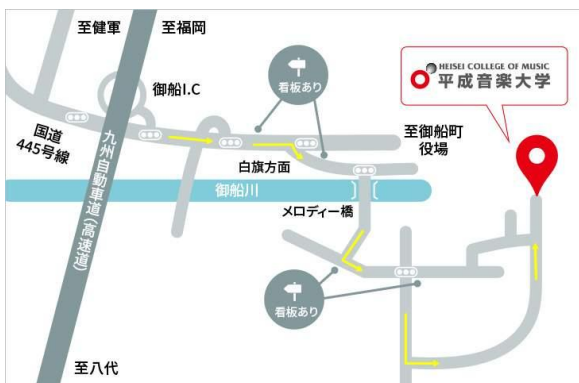 至健軍
至福岡
御船I.C
看板あり
HEISEI COLLEGE OF MUSIC
平成音楽大学
国道
445号線
九州自動車道(高速道)
白旗方面
至御船町
役場
御船川
メロディー橋
看板あり
至八代